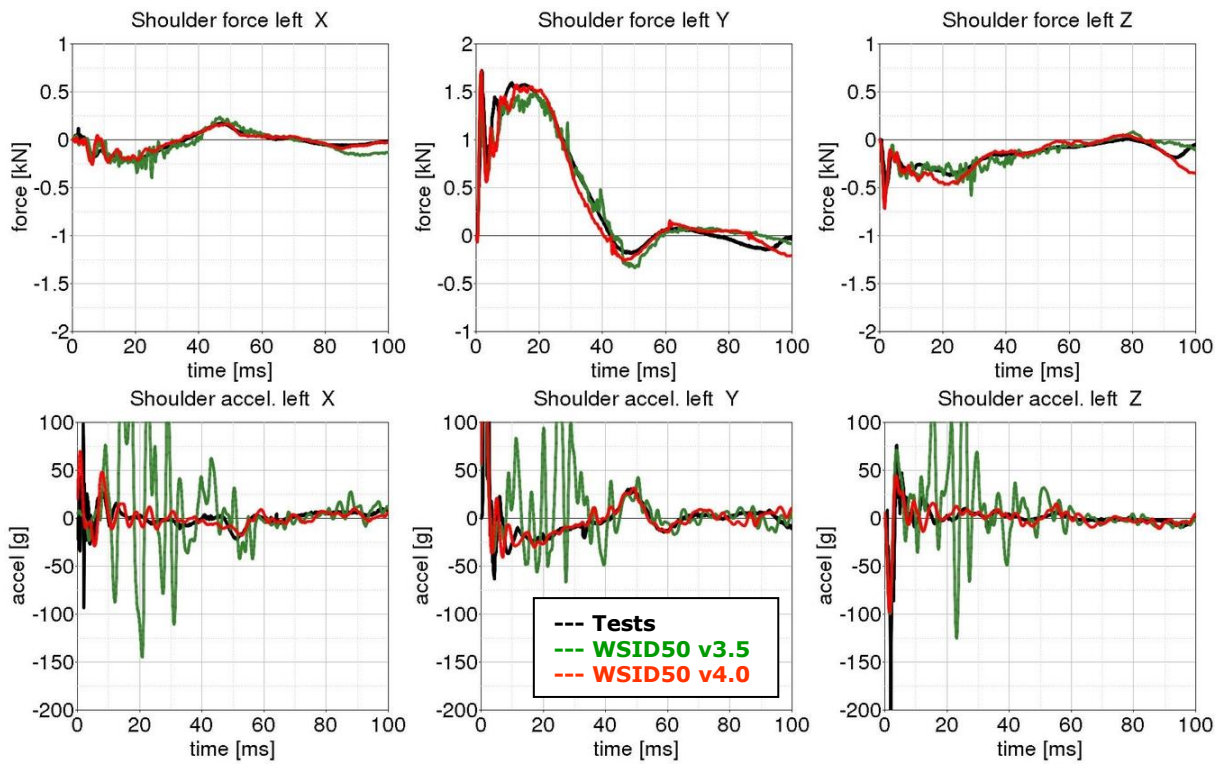 Shoulder force left X
Shoulder force left Y
Shoulder force left Z
1
0.5
0
-0.5
-1
-1.5
-2
force [kN]
0 20 40 60 80 100
time [ms]
2
1.5
1
0.5
0
-0.5
-1
force [kN]
0 20 40 60 80 100
time [ms]
1
0.5
0
-0.5
-1
-1.5
-2
force [kN]
0 20 40 60 80 100
time [ms]
Shoulder accel. left X
Shoulder accel. left Y
Shoulder accel. left Z
100
50
0
-50
-100
-150
-200
accel [g]
0 20 40 60 80 100
time [ms]
100
50
0
-50
-100
-150
-200
accel [g]
0 20 40 60 80 100
time [ms]
Tests
WSID50 v3.5
WSID50 v4.0
100
50
0
-50
-100
-150
-200
accel [g]
0 20 40 60 80 100
time [ms]